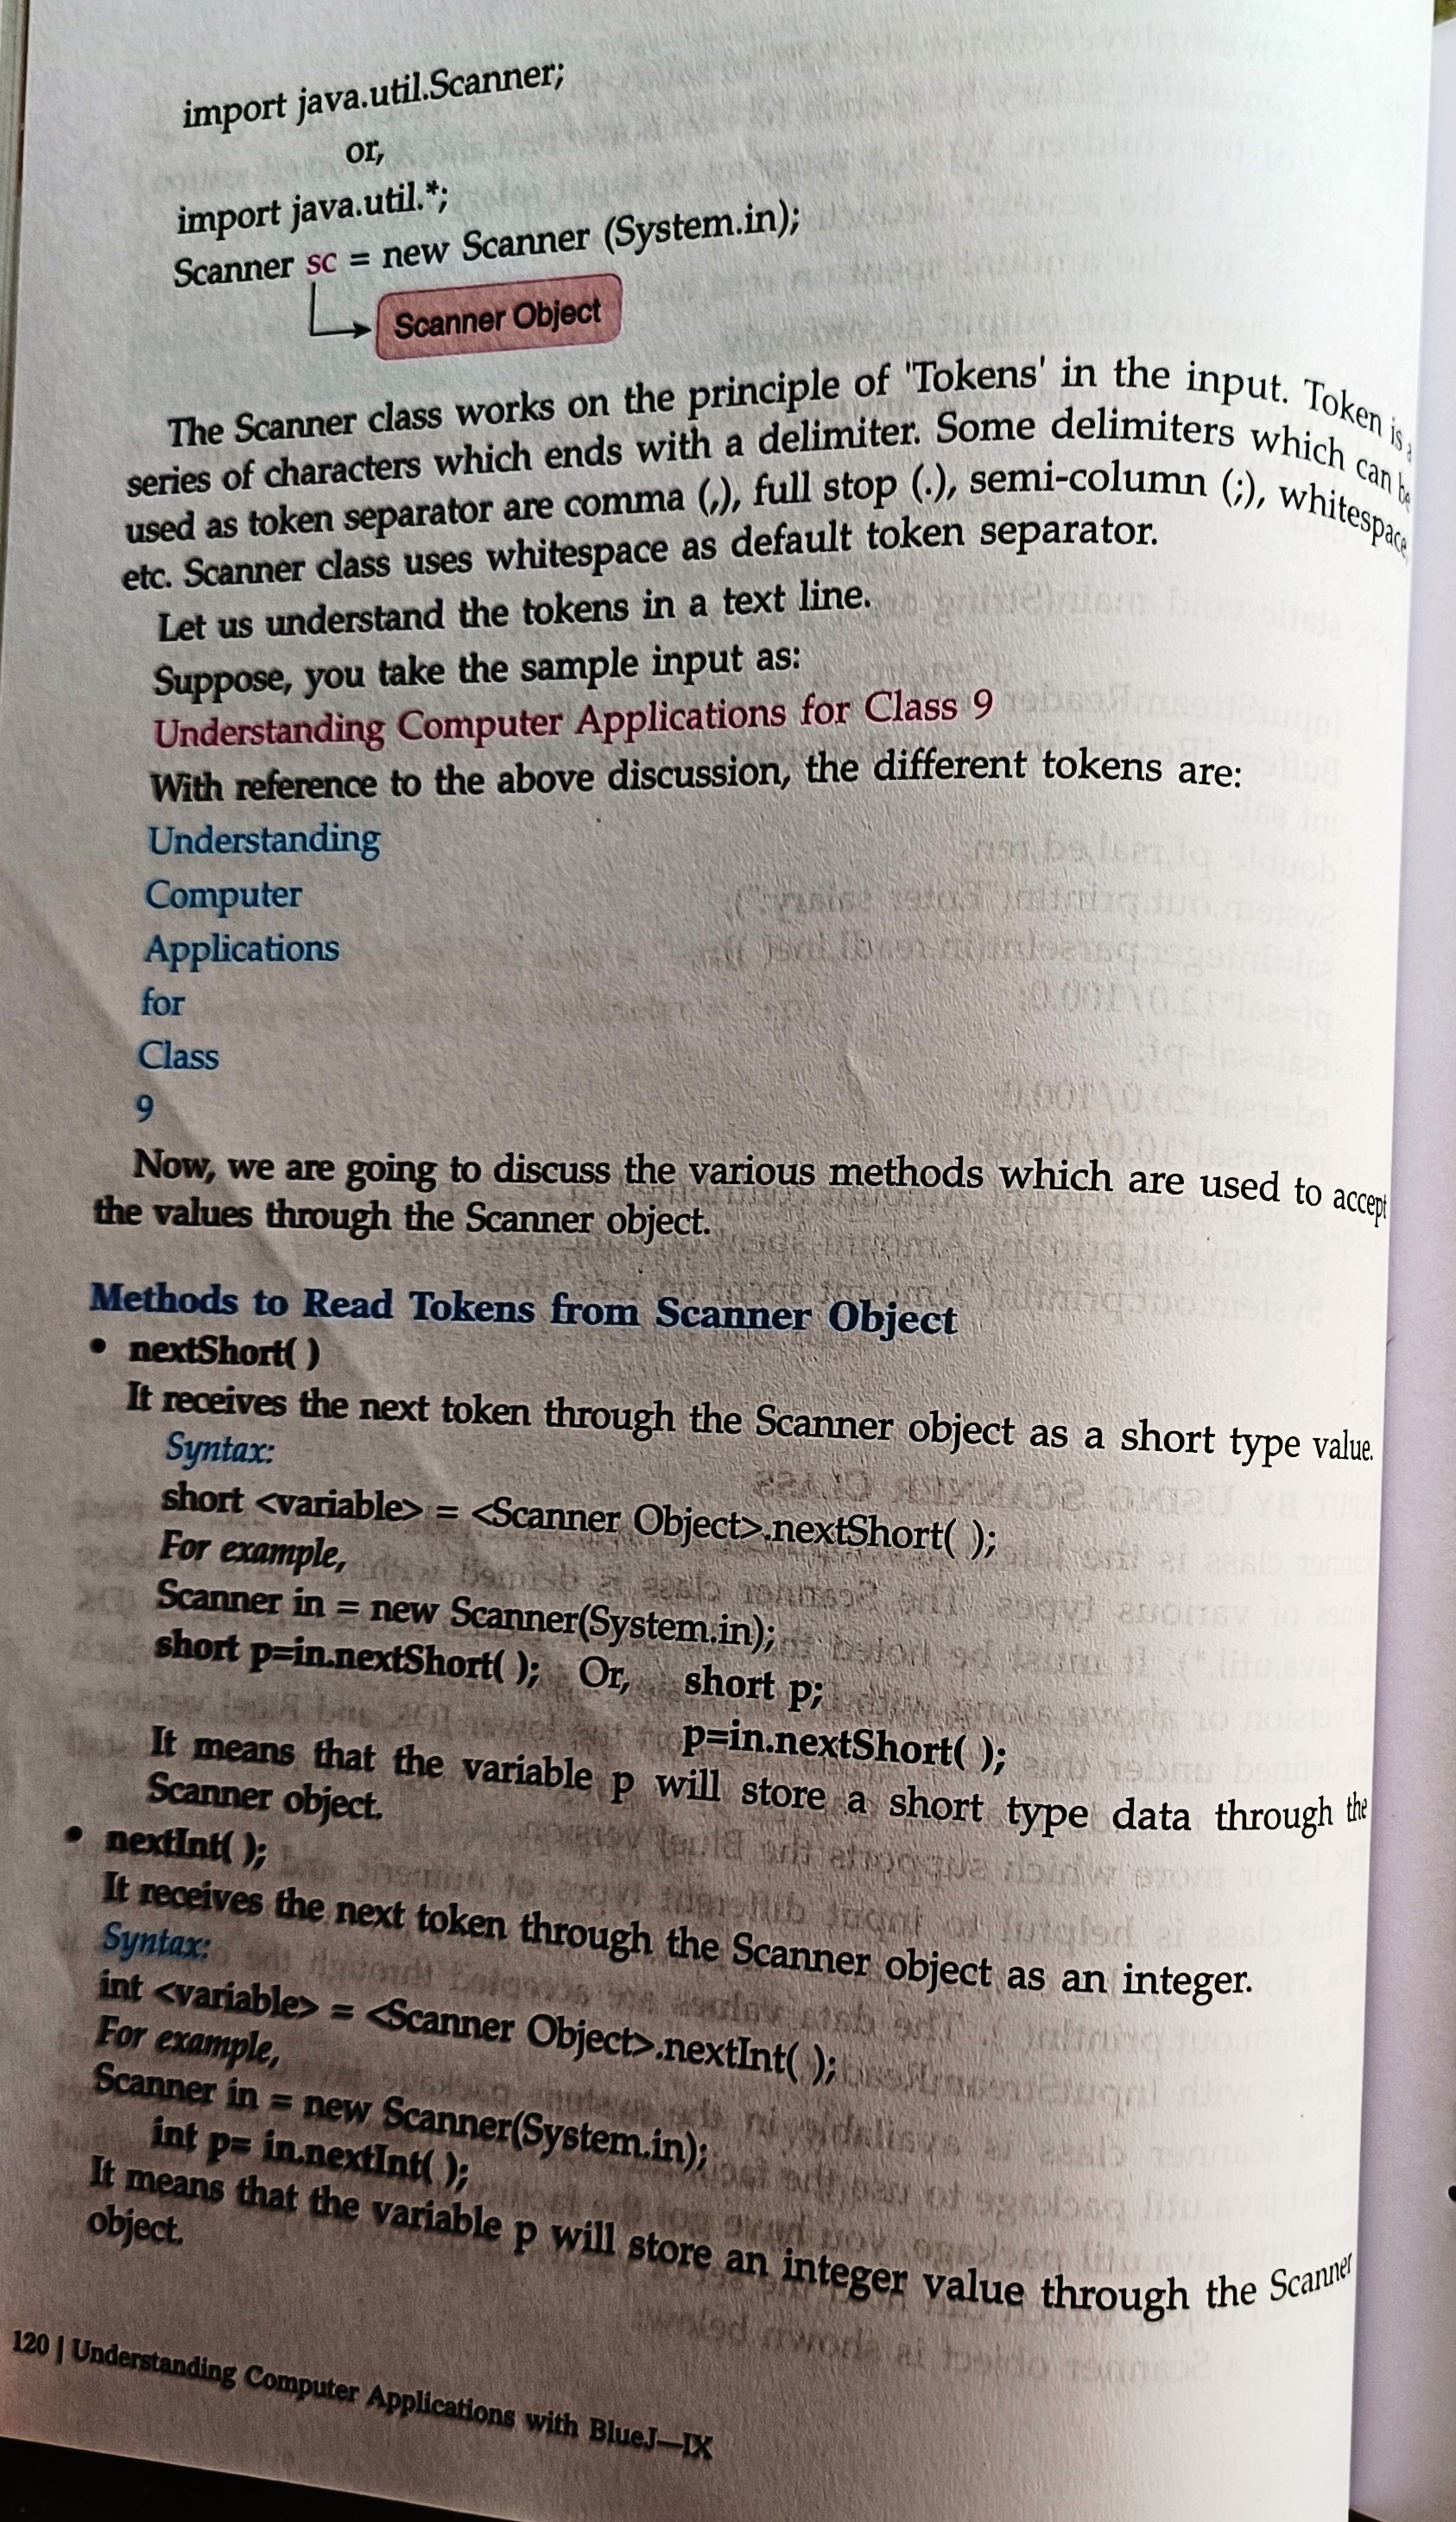 import java.util.Scanner;
or,
import java.util.*;
Scanner sc = new Scanner (System.in);
Scanner Object
The Scanner class works on the principle of 'Tokens' in the input. Token is a
series of characters which ends with a delimiter. Some delimiters which can be
used as token separator are comma (,), full stop (.), semi-column (;), whitespace,
etc. Scanner class uses whitespace as default token separator.
Let us understand the tokens in a text line.
Suppose, you take the sample input as:
Understanding Computer Applications for Class 9
With reference to the above discussion, the different tokens are:
Understanding
Computer
Applications
for
Class
9
Now, we are going to discuss the various methods which are used to accept
the values through the Scanner object.
Methods to Read Tokens from Scanner Object
• nextShort( )
It receives the next token through the Scanner object as a short type value.
Syntax:
short <variable> = <Scanner Object>.nextShort( );
For example,
Scanner in = new Scanner(System.in);
short p=in.nextShort( ); Or, short p;
p=in.nextShort( );
It means that the variable p will store a short type data through the
Scanner object.
• nextInt( );
It receives the next token through the Scanner object as an integer.
Syntax:
int <variable> = <Scanner Object>.nextInt( );
For example,
Scanner in = new Scanner(System.in);
int p= in.nextInt( );
It means that the variable p will store an integer value through the Scanner
object.
120 | Understanding Computer Applications with BlueJ—IX